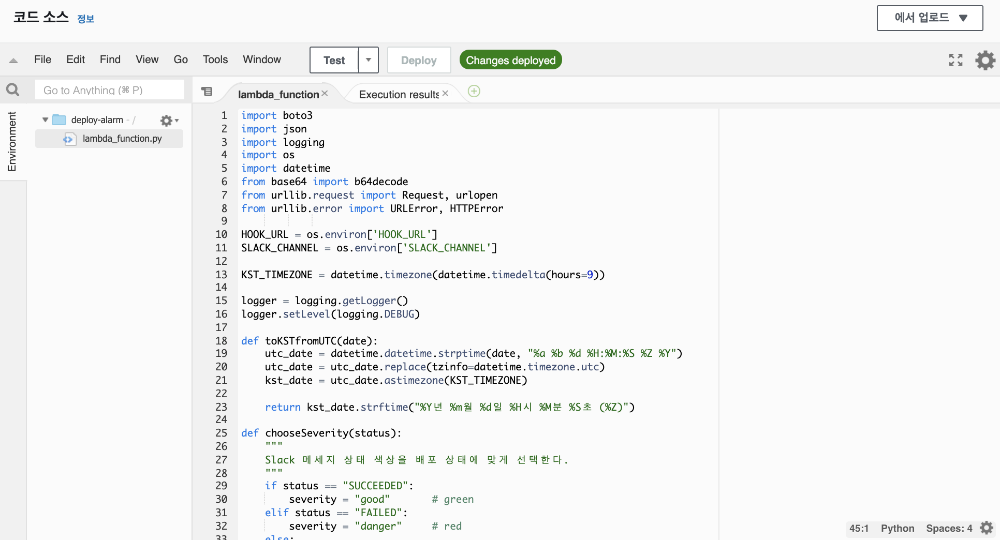 코드 소스 정보
에서 업로드 ▼
File Edit Find View Go Tools Window Test Deploy Changes deployed
Go to Anything (⌘ P)
lambda_function × Execution results ×
Environment
deploy-alarm - /
lambda_function.py
1 import boto3
2 import json
3 import logging
4 import os
5 import datetime
6 from base64 import b64decode
7 from urllib.request import Request, urlopen
8 from urllib.error import URLError, HTTPError
9
10 HOOK_URL = os.environ['HOOK_URL']
11 SLACK_CHANNEL = os.environ['SLACK_CHANNEL']
12
13 KST_TIMEZONE = datetime.timezone(datetime.timedelta(hours=9))
14
15 logger = logging.getLogger()
16 logger.setLevel(logging.DEBUG)
17
18 def toKSTfromUTC(date):
19     utc_date = datetime.datetime.strptime(date, "%a %b %d %H:%M:%S %Z %Y")
20     utc_date = utc_date.replace(tzinfo=datetime.timezone.utc)
21     kst_date = utc_date.astimezone(KST_TIMEZONE)
22
23     return kst_date.strftime("%Y년 %m월 %d일 %H시 %M분 %S초 (%Z)")
24
25 def chooseSeverity(status):
26     """
27     Slack 메세지 상태 색상을 배포 상태에 맞게 선택한다.
28     """
29     if status == "SUCCEEDED":
30         severity = "good"       # green
31     elif status == "FAILED":
32         severity = "danger"     # red
33     else:
45:1 Python Spaces: 4